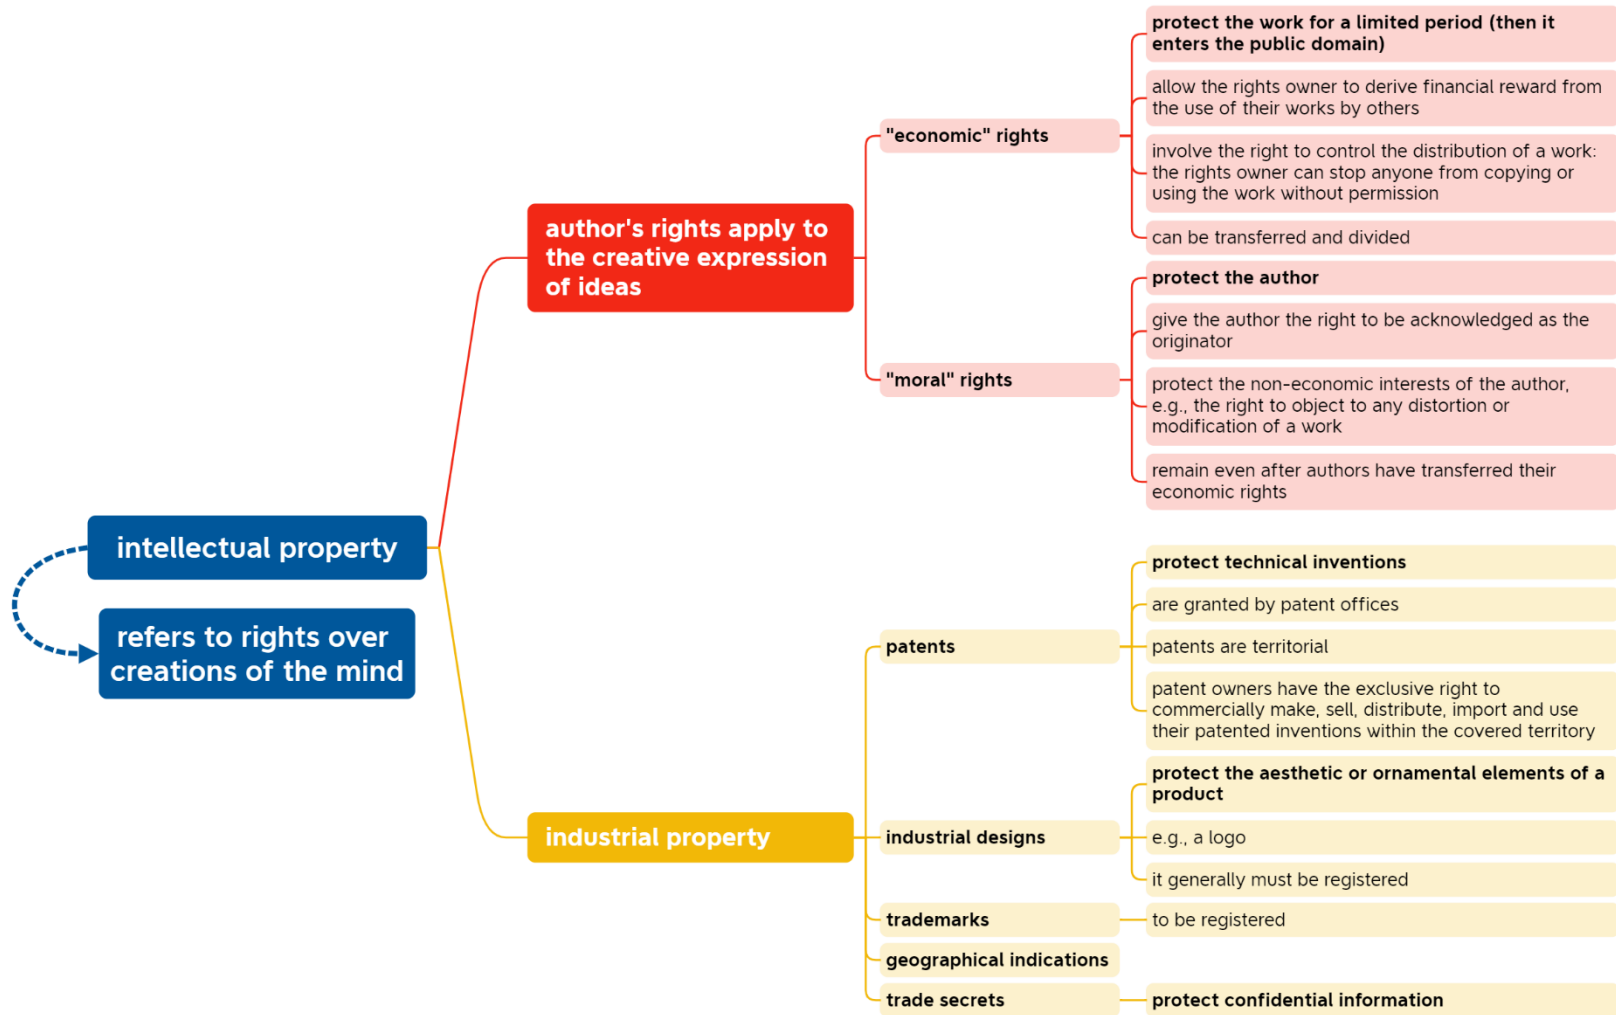 intellectual property
refers to rights over
creations of the mind
author's rights apply to
the creative expression
of ideas
"economic" rights
protect the work for a limited period (then it
enters the public domain)
allow the rights owner to derive financial reward from
the use of their works by others
involve the right to control the distribution of a work:
the rights owner can stop anyone from copying or
using the work without permission
can be transferred and divided
"moral" rights
protect the author
give the author the right to be acknowledged as the
originator
protect the non-economic interests of the author,
e.g., the right to object to any distortion or
modification of a work
remain even after authors have transferred their
economic rights
industrial property
patents
protect technical inventions
are granted by patent offices
patents are territorial
patent owners have the exclusive right to
commercially make, sell, distribute, import and use
their patented inventions within the covered territory
industrial designs
protect the aesthetic or ornamental elements of a
product
e.g., a logo
it generally must be registered
trademarks
to be registered
geographical indications
trade secrets
protect confidential information